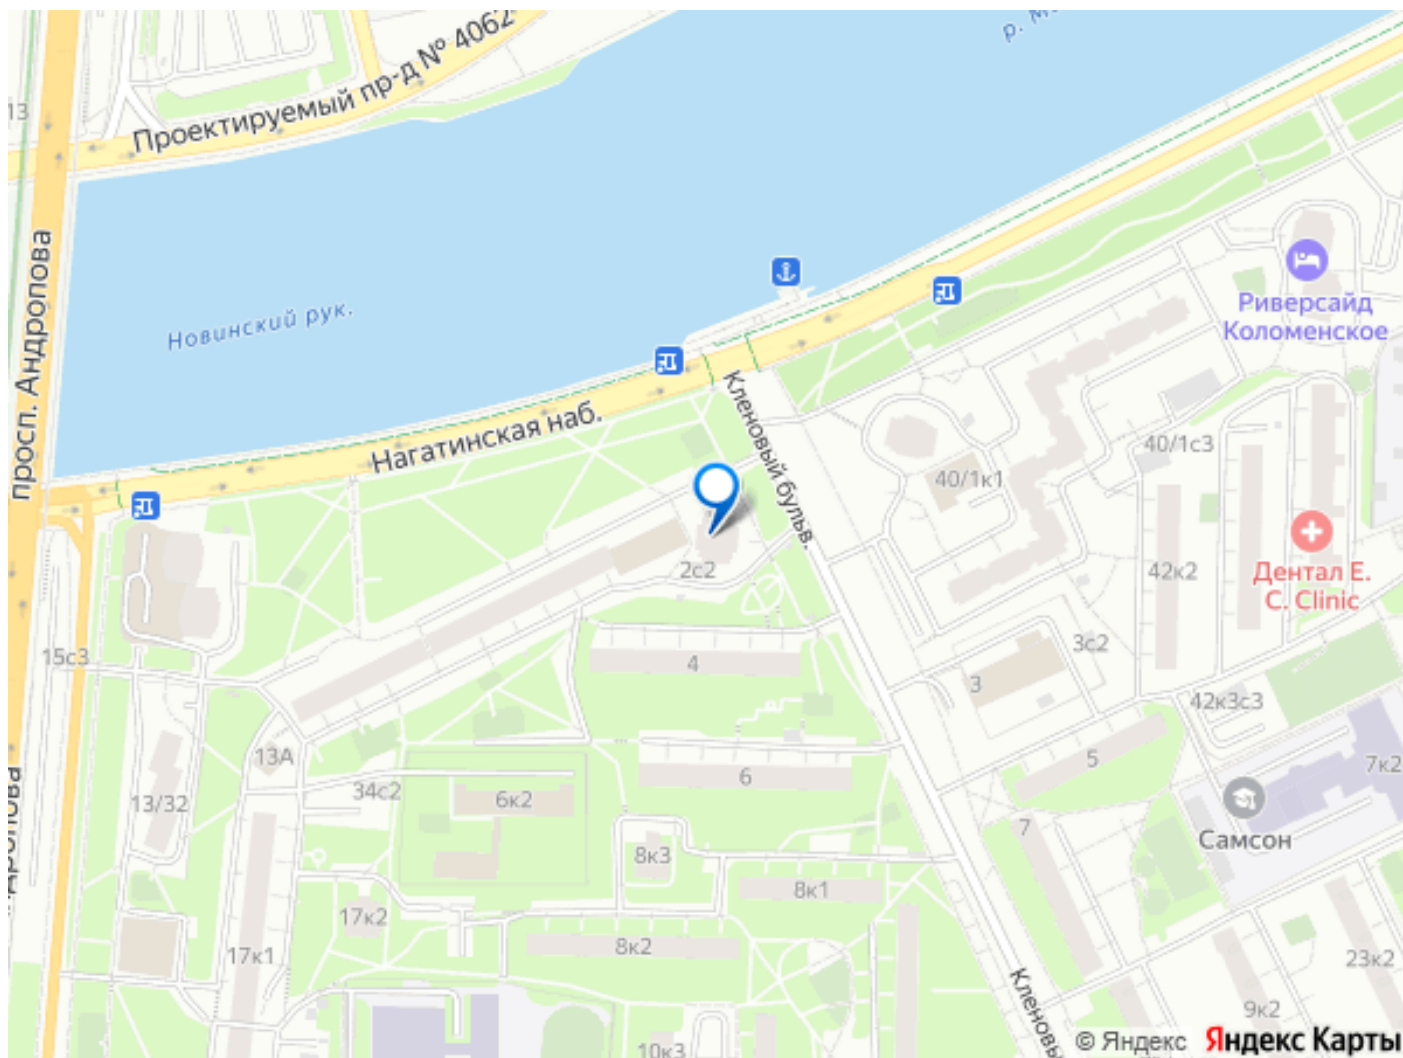 р. М
Проектируемый пр-д № 4062
13
просп. Андропова
Новинский рук.
Риверсайд
Коломенское
Нагатинская наб.
Кленовый бульв.
40/1с3
40/1к1
2с2
42к2
Дентал Е.
С. Clinic
15с3
4
3с2
3
42к3с3
13А
5
7к2
34с2
6
6к2
13/32
7
Самсон
8к3
8к1
17к2
8к2
17к1
23к2
Кленовы
9к2
10к3
© Яндекс Яндекс Карты